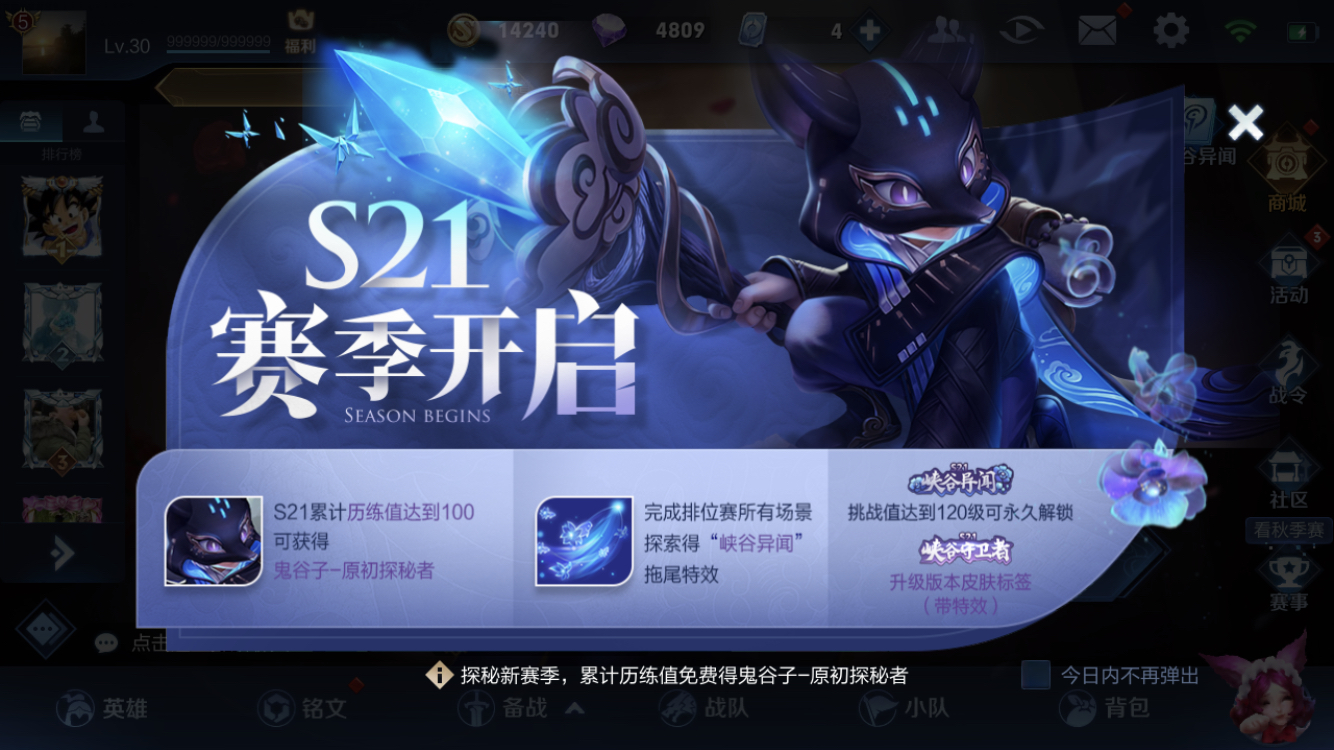 5
Lv.30
999999/999999
福利
14240
4809
4
排行榜
1
2
3
S21
赛季开启
SEASON BEGINS
谷异闻
商城
3
活动
战令
社区
看秋季赛
赛事
S21累计历练值达到100
可获得
鬼谷子-原初探秘者
完成排位赛所有场景
探索得“峡谷异闻”
拖尾特效
S21
峡谷异闻
挑战值达到120级可永久解锁
S21
峡谷守卫者
升级版本皮肤标签
（带特效）
点击
探秘新赛季，累计历练值免费得鬼谷子-原初探秘者
今日内不再弹出
英雄
铭文
备战
战队
小队
背包